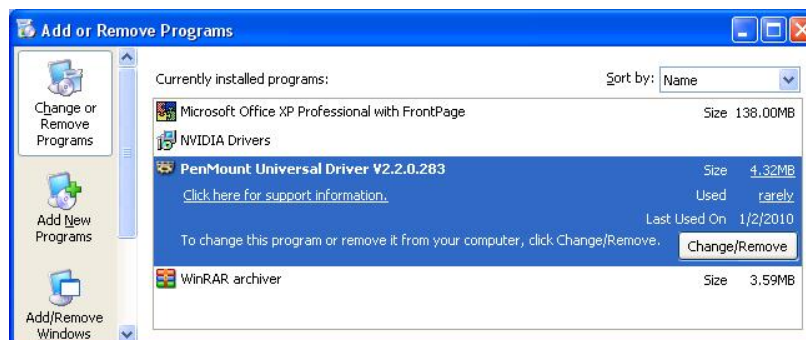 Add or Remove Programs
Change or
Remove
Programs
Add New
Programs
Add/Remove
Windows
Currently installed programs:
Sort by: Name
Microsoft Office XP Professional with FrontPage Size 138.00MB
NVIDIA Drivers
PenMount Universal Driver V2.2.0.283 Size 4.32MB
Click here for support information. Used rarely
Last Used On 1/2/2010
To change this program or remove it from your computer, click Change/Remove. Change/Remove
WinRAR archiver Size 3.59MB